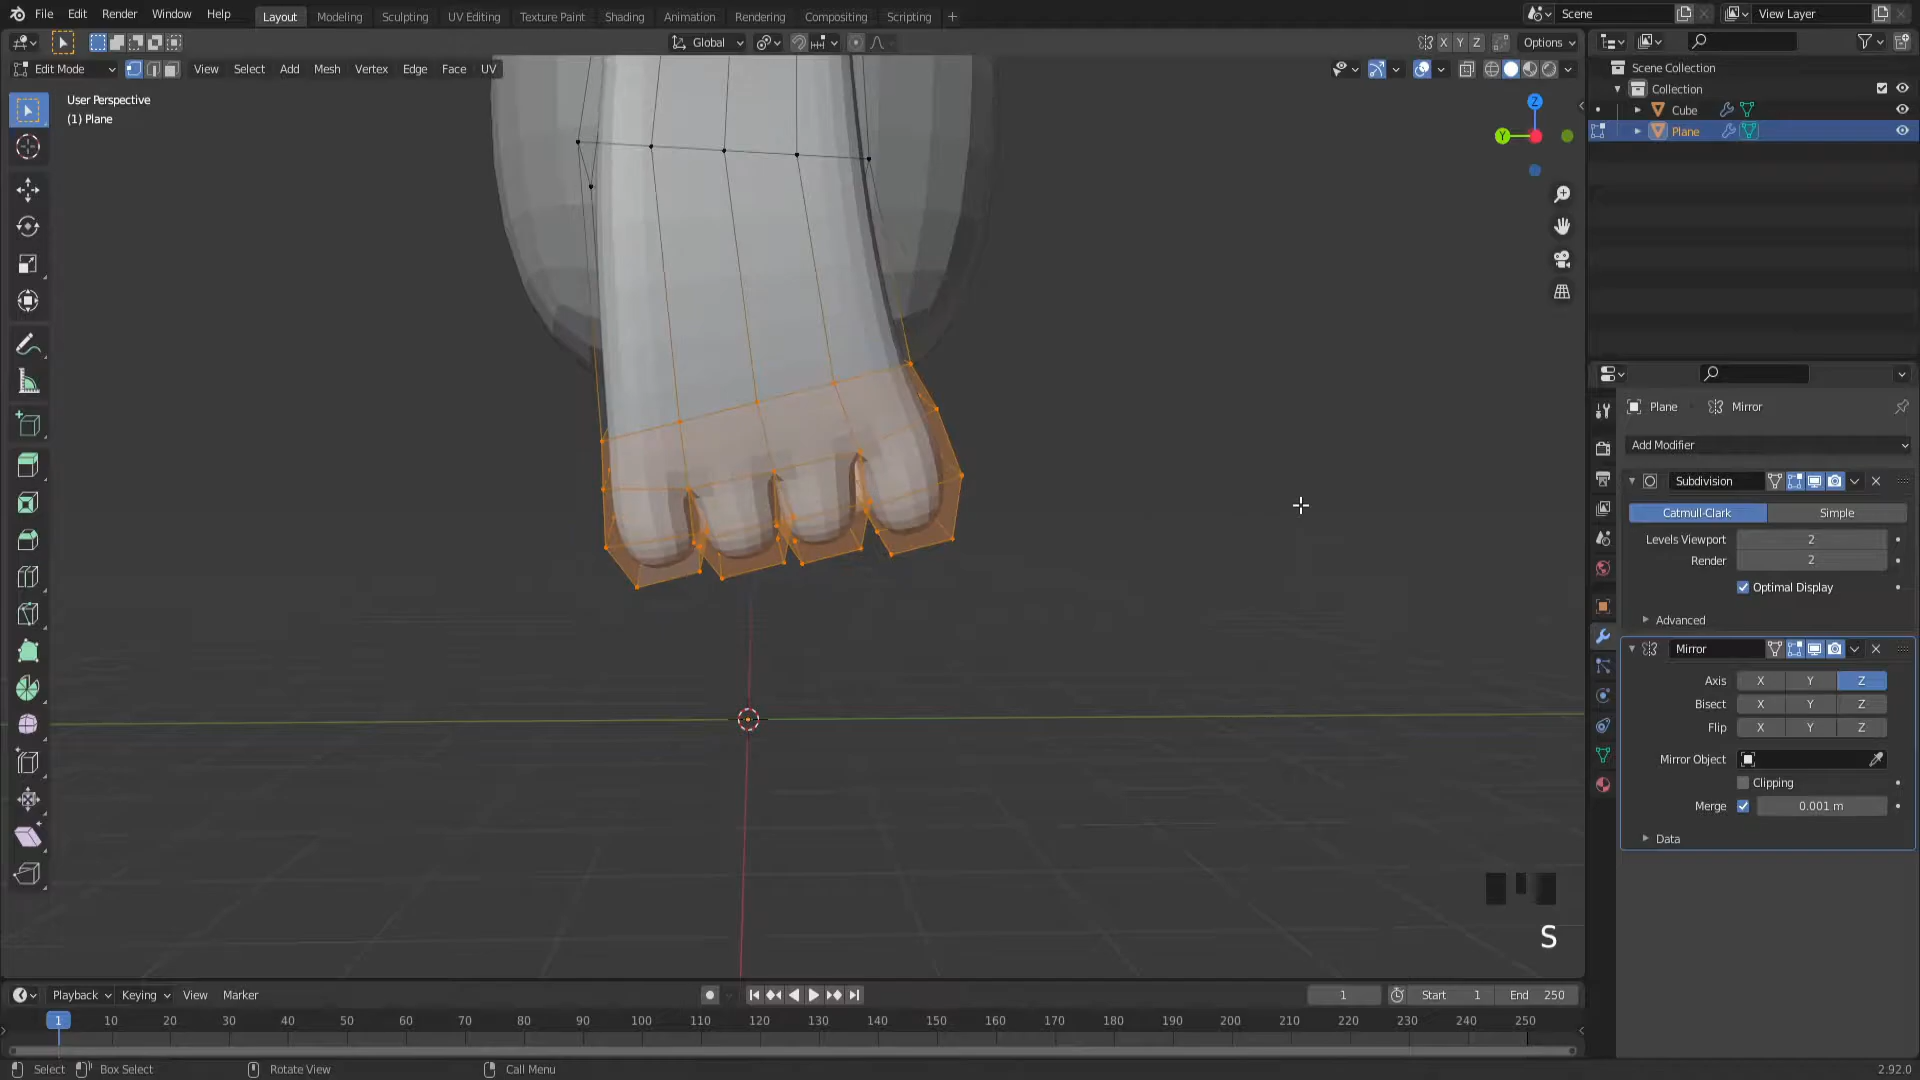 File Edit Render Window Help Layout Modeling Sculpting UV Editing Texture Paint Shading Animation Rendering Compositing Scripting + Scene View Layer
Global X Y Z Options
Edit Mode View Select Add Mesh Vertex Edge Face UV
User Perspective
(1) Plane
Z
Y
Scene Collection
Collection
Cube
Plane
Plane Mirror
Add Modifier
Subdivision
Catmull-Clark Simple
Levels Viewport 2
Render 2
Optimal Display
Advanced
Mirror
Axis X Y Z
Bisect X Y Z
Flip X Y Z
Mirror Object
Clipping
Merge 0.001 m
Data
S
Playback Keying View Marker 1 Start 1 End 250
1 10 20 30 40 50 60 70 80 90 100 110 120 130 140 150 160 170 180 190 200 210 220 230 240 250
Select Box Select Rotate View Call Menu 2.92.0